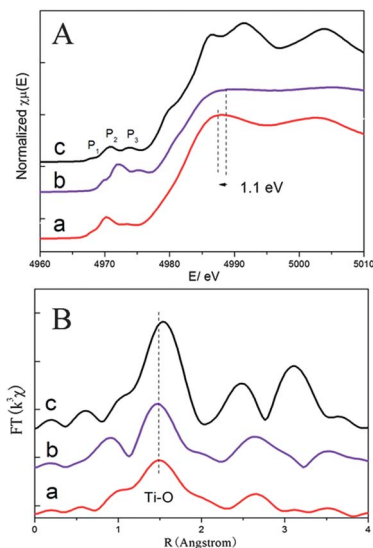 A
Normalized χμ(E)
P1 P2 P3
c
b
a
1.1 eV
4960 4970 4980 4990 5000 5010
E/ eV
B
FT (k³χ)
c
b
a
Ti-O
0 1 2 3 4
R (Angstrom)